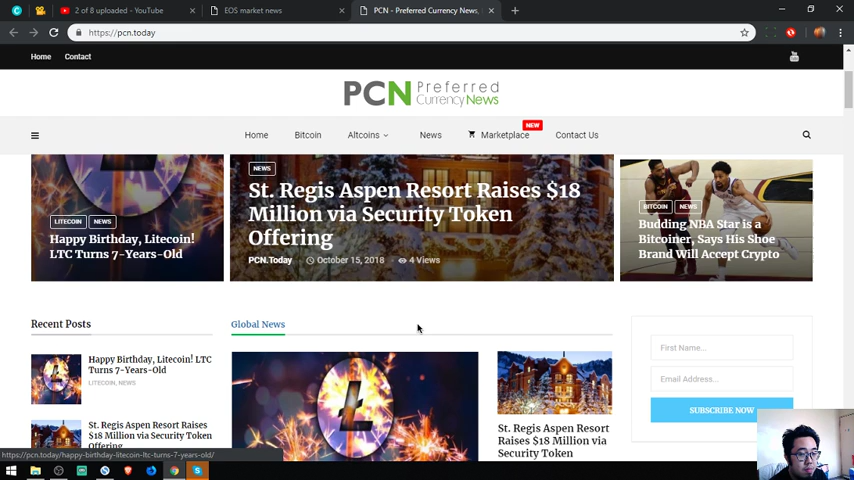 2 of 8 uploaded - YouTube
EOS market news
PCN - Preferred Currency News,
https://pcn.today
Home
Contact
PCN Preferred Currency News
NEW
Home
Bitcoin
Altcoins
News
Marketplace
Contact Us
LITECOIN
NEWS
Happy Birthday, Litecoin!
LTC Turns 7-Years-Old
NEWS
St. Regis Aspen Resort Raises $18
Million via Security Token
Offering
PCN.Today
October 15, 2018
4 Views
BITCOIN
NEWS
Budding NBA Star is a
Bitcoiner, Says His Shoe
Brand Will Accept Crypto
Recent Posts
Happy Birthday, Litecoin! LTC
Turns 7-Years-Old
LITECOIN, NEWS
St. Regis Aspen Resort Raises
$18 Million via Security Token
Offering
Global News
St. Regis Aspen Resort
Raises $18 Million via
Security Token
First Name...
Email Address...
SUBSCRIBE NOW
https://pcn.today/happy-birthday-litecoin-ltc-turns-7-years-old/